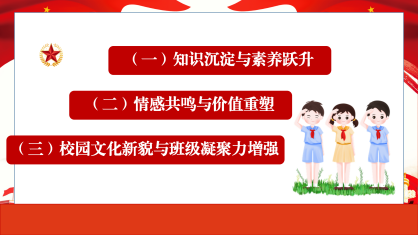 （一）知识沉淀与素养跃升
（二）情感共鸣与价值重塑
（三）校园文化新貌与班级凝聚力增强